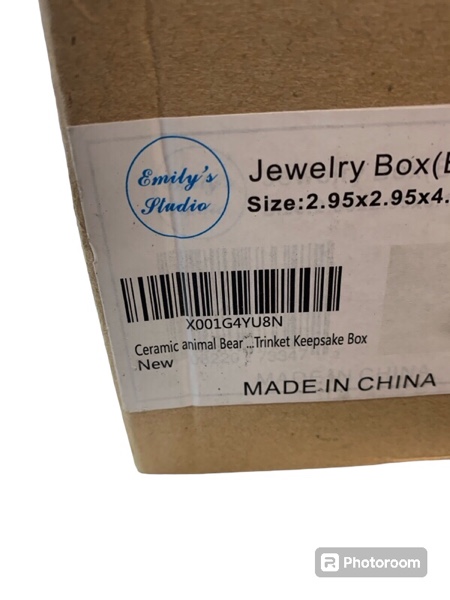 Emily's
Studio
Jewelry Box(
Size:2.95x2.95x4.
X001G4YU8N
Ceramic animal Bear ...Trinket Keepsake Box
New
MADE IN CHINA
Photoroom